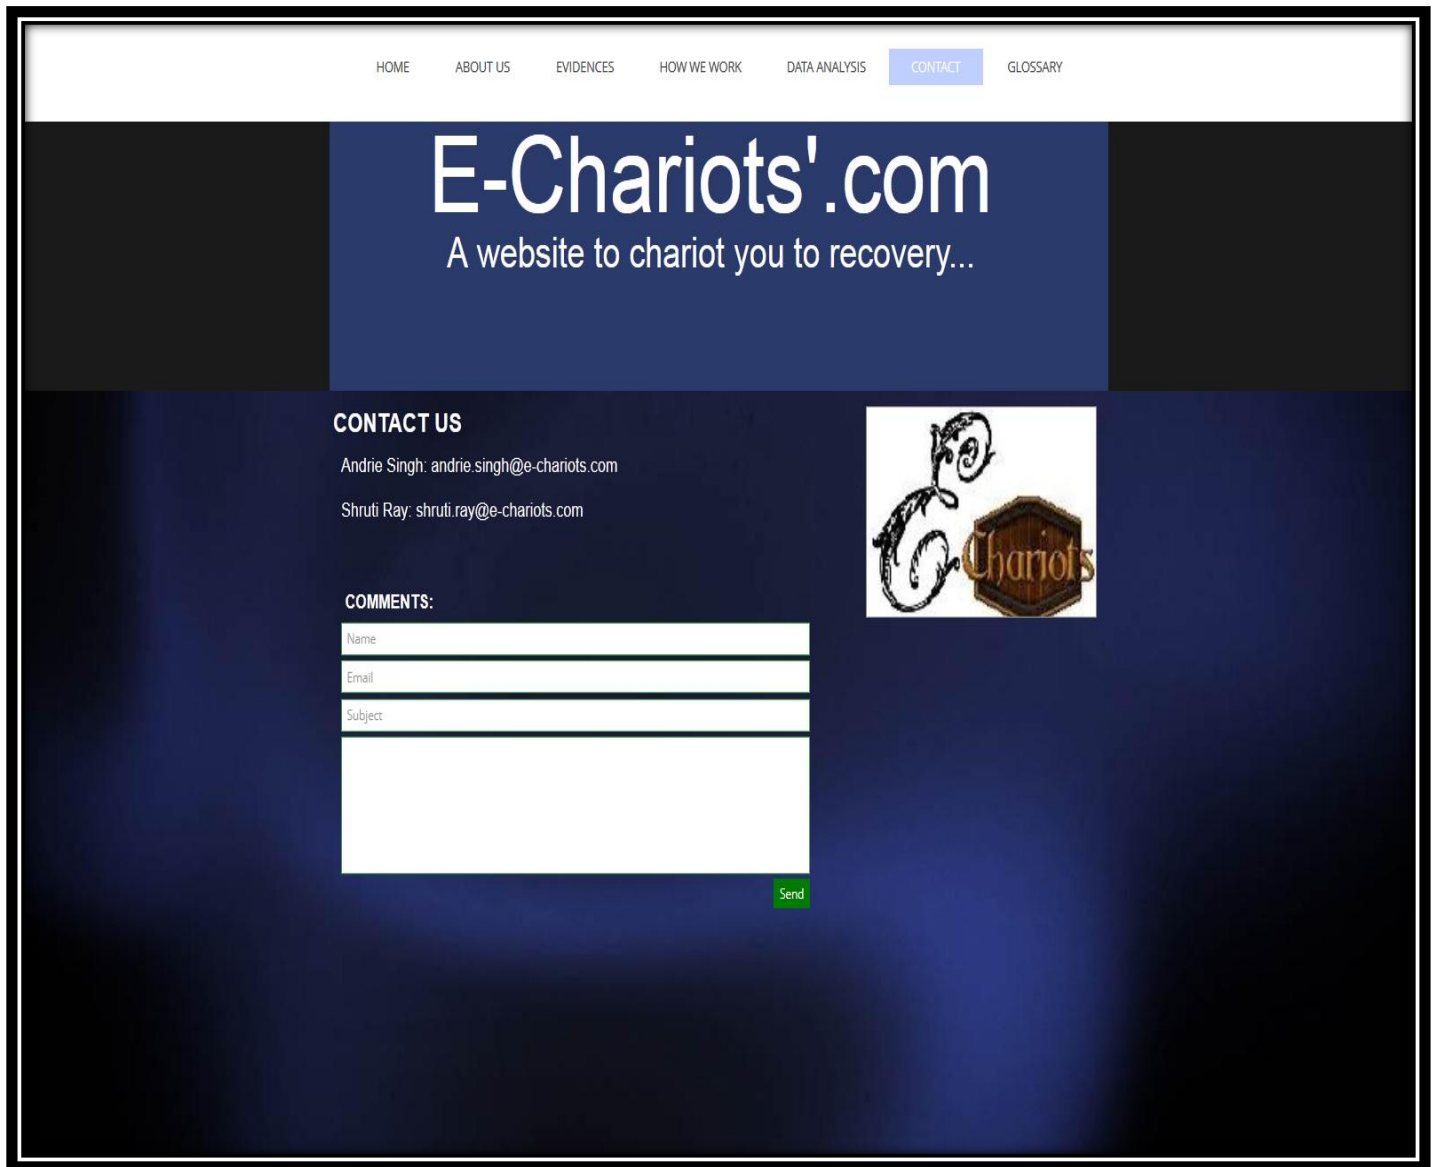 HOME ABOUT US EVIDENCES HOW WE WORK DATA ANALYSIS CONTACT GLOSSARY
E-Chariots'.com
A website to chariot you to recovery...
CONTACT US
Andrie Singh: andrie.singh@e-chariots.com
Shruti Ray: shruti.ray@e-chariots.com
E
Chariots
COMMENTS:
Name
Email
Subject
Send